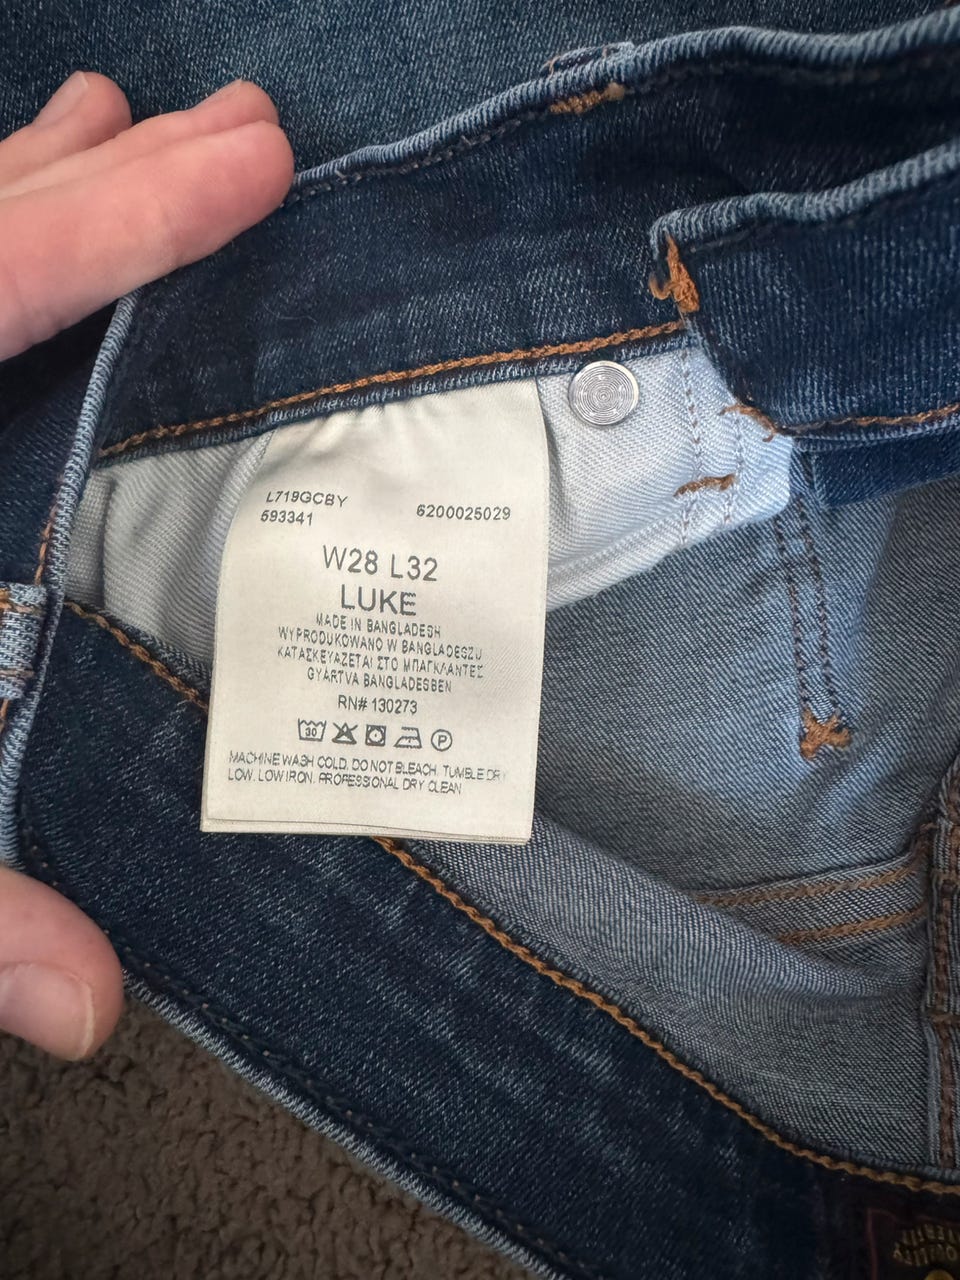 L719GCBY
593341
6200025029
W28 L32
LUKE
MADE IN BANGLADESH
WYPRODUKOWANO W BANGLADESZU
ΚΑΤΑΣΚΕΥΑΖΕΤΑΙ ΣΤΟ ΜΠΑΓΚΛΑΝΤΕΣ
GYÁRTVA BANGLADESBEN
RN# 130273
30 P
MACHINE WASH COLD. DO NOT BLEACH. TUMBLE DRY
LOW. LOW IRON. PROFESSIONAL DRY CLEAN